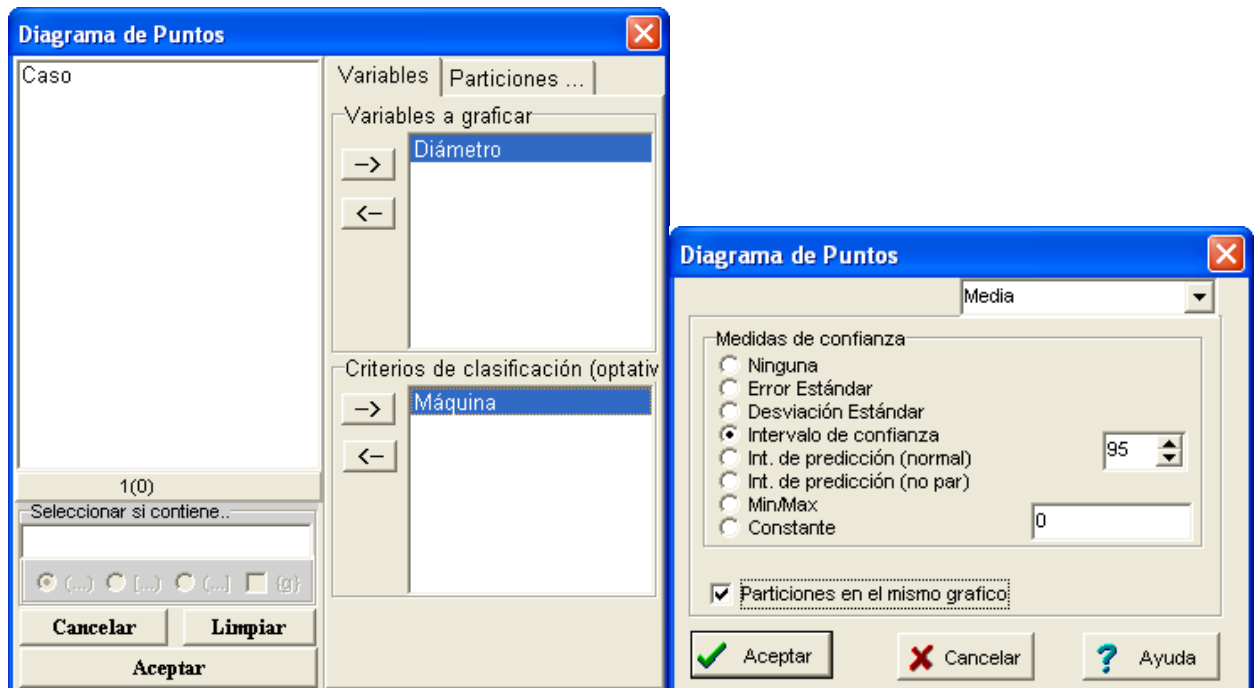 Diagrama de Puntos
Caso
1(0)
Seleccionar si contiene..
(...) [...) (...] {g}
Cancelar Limpiar
Aceptar
Variables Particiones ...
Variables a graficar
-->
Diámetro
<--
Criterios de clasificación (optativ
-->
Máquina
<--
Diagrama de Puntos
Media
Medidas de confianza
Ninguna
Error Estándar
Desviación Estándar
Intervalo de confianza
95
Int. de predicción (normal)
Int. de predicción (no par)
Min/Max
Constante
0
Particiones en el mismo grafico
Aceptar Cancelar ? Ayuda